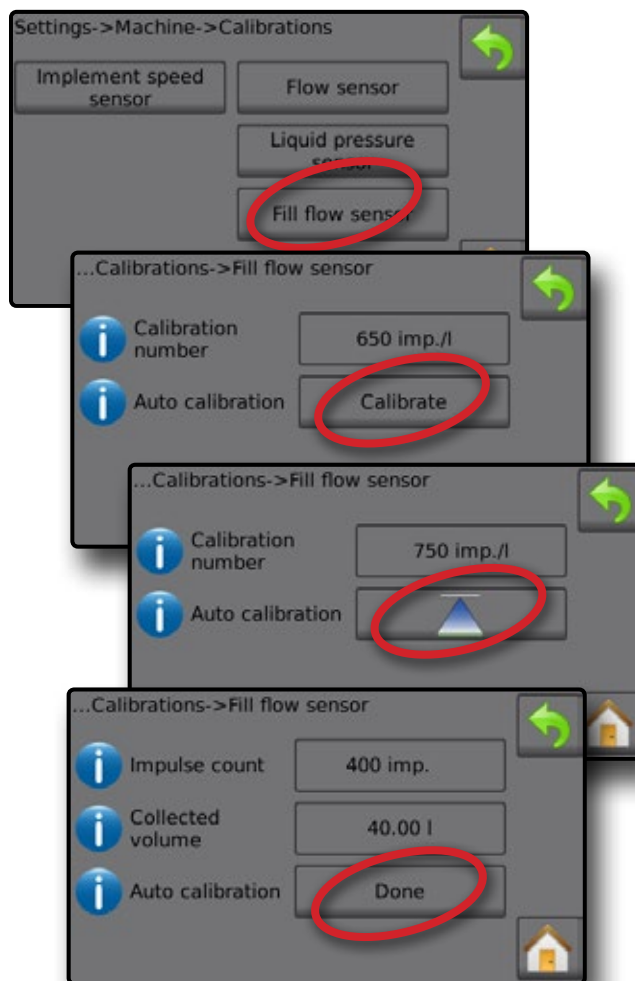 Settings->Machine->Calibrations
Implement speed
sensor
Flow sensor
Liquid pressure
sensor
Fill flow sensor
...Calibrations->Fill flow sensor
Calibration
number
650 imp./l
Auto calibration
Calibrate
...Calibrations->Fill flow sensor
Calibration
number
750 imp./l
Auto calibration
...Calibrations->Fill flow sensor
Impulse count
400 imp.
Collected
volume
40.00 l
Auto calibration
Done